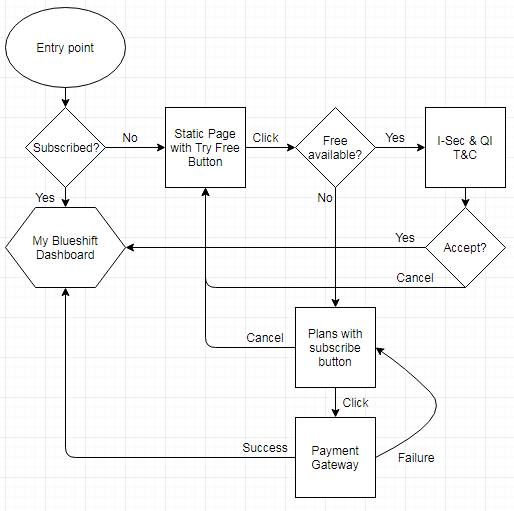 Entry point
Subscribed?
No
Static Page
with Try Free
Button
Click
Free
available?
Yes
I-Sec & QI
T&C
Yes
No
My Blueshift
Dashboard
Yes
Accept?
Cancel
Cancel
Plans with
subscribe
button
Click
Success
Payment
Gateway
Failure